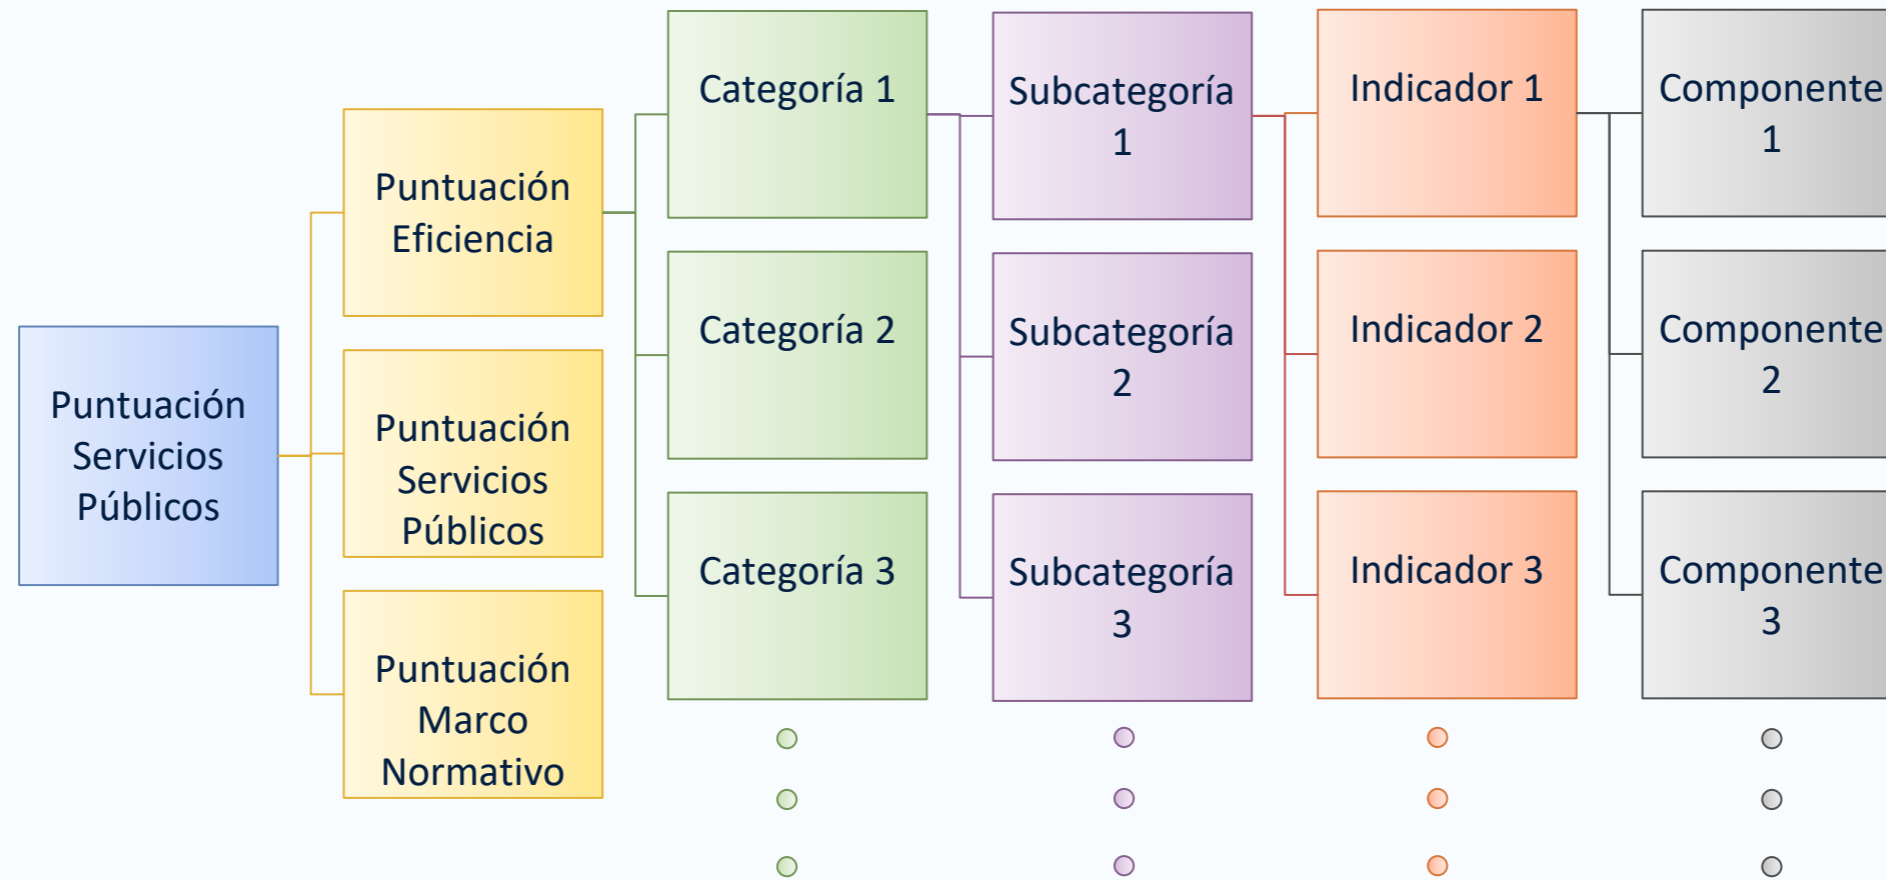 Puntuación
Servicios
Públicos
Puntuación
Eficiencia
Puntuación
Servicios
Públicos
Puntuación
Marco
Normativo
Categoría 1
Categoría 2
Categoría 3
Subcategoría
1
Subcategoría
2
Subcategoría
3
Indicador 1
Indicador 2
Indicador 3
Componente
1
Componente
2
Componente
3